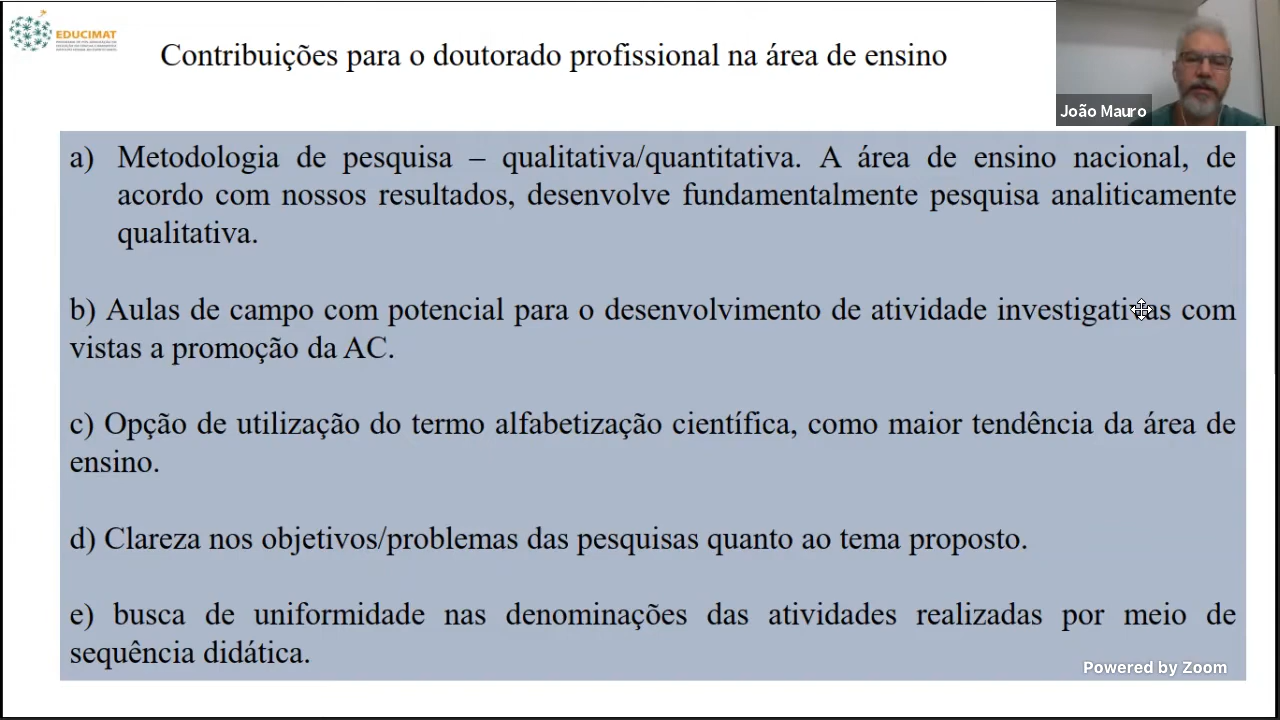 EDUCIMAT
Contribuições para o doutorado profissional na área de ensino
João Mauro
a) Metodologia de pesquisa – qualitativa/quantitativa. A área de ensino nacional, de
acordo com nossos resultados, desenvolve fundamentalmente pesquisa analiticamente
qualitativa.
b) Aulas de campo com potencial para o desenvolvimento de atividade investigativas com
vistas a promoção da AC.
c) Opção de utilização do termo alfabetização científica, como maior tendência da área de
ensino.
d) Clareza nos objetivos/problemas das pesquisas quanto ao tema proposto.
e) busca de uniformidade nas denominações das atividades realizadas por meio de
sequência didática.
Powered by Zoom